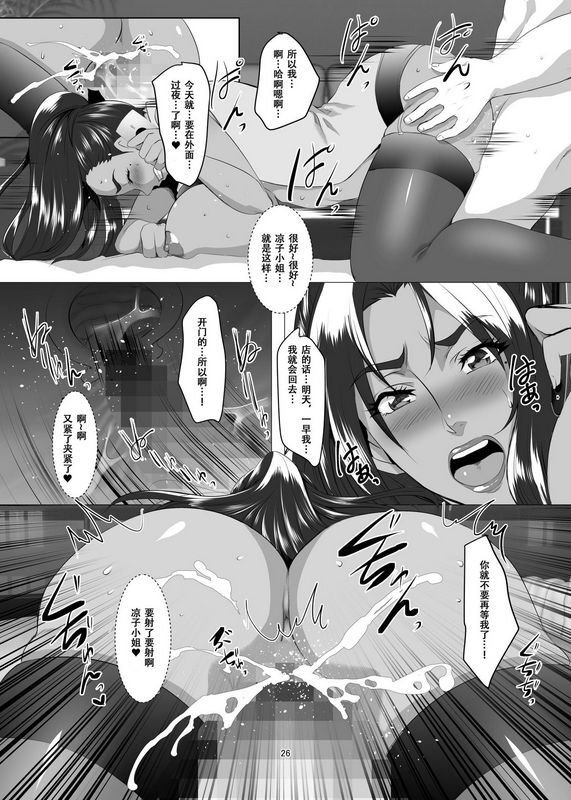 所以我…
啊…哈啊嗯啊…
今天就…要在外面…
过夜…了啊…♥
ぱんっ
ぱんっ
ぱんっ
ぱんっ
很好~很好~
凉子小姐…
就是这样…
店的话…明天,一早我…
我就会回去…
开门的…所以啊…!
啊~啊
又紧了夹紧了♥
はぁ
はぁぁ
你就不要再等我了…!
要射了要射啊
凉子小姐♥
26